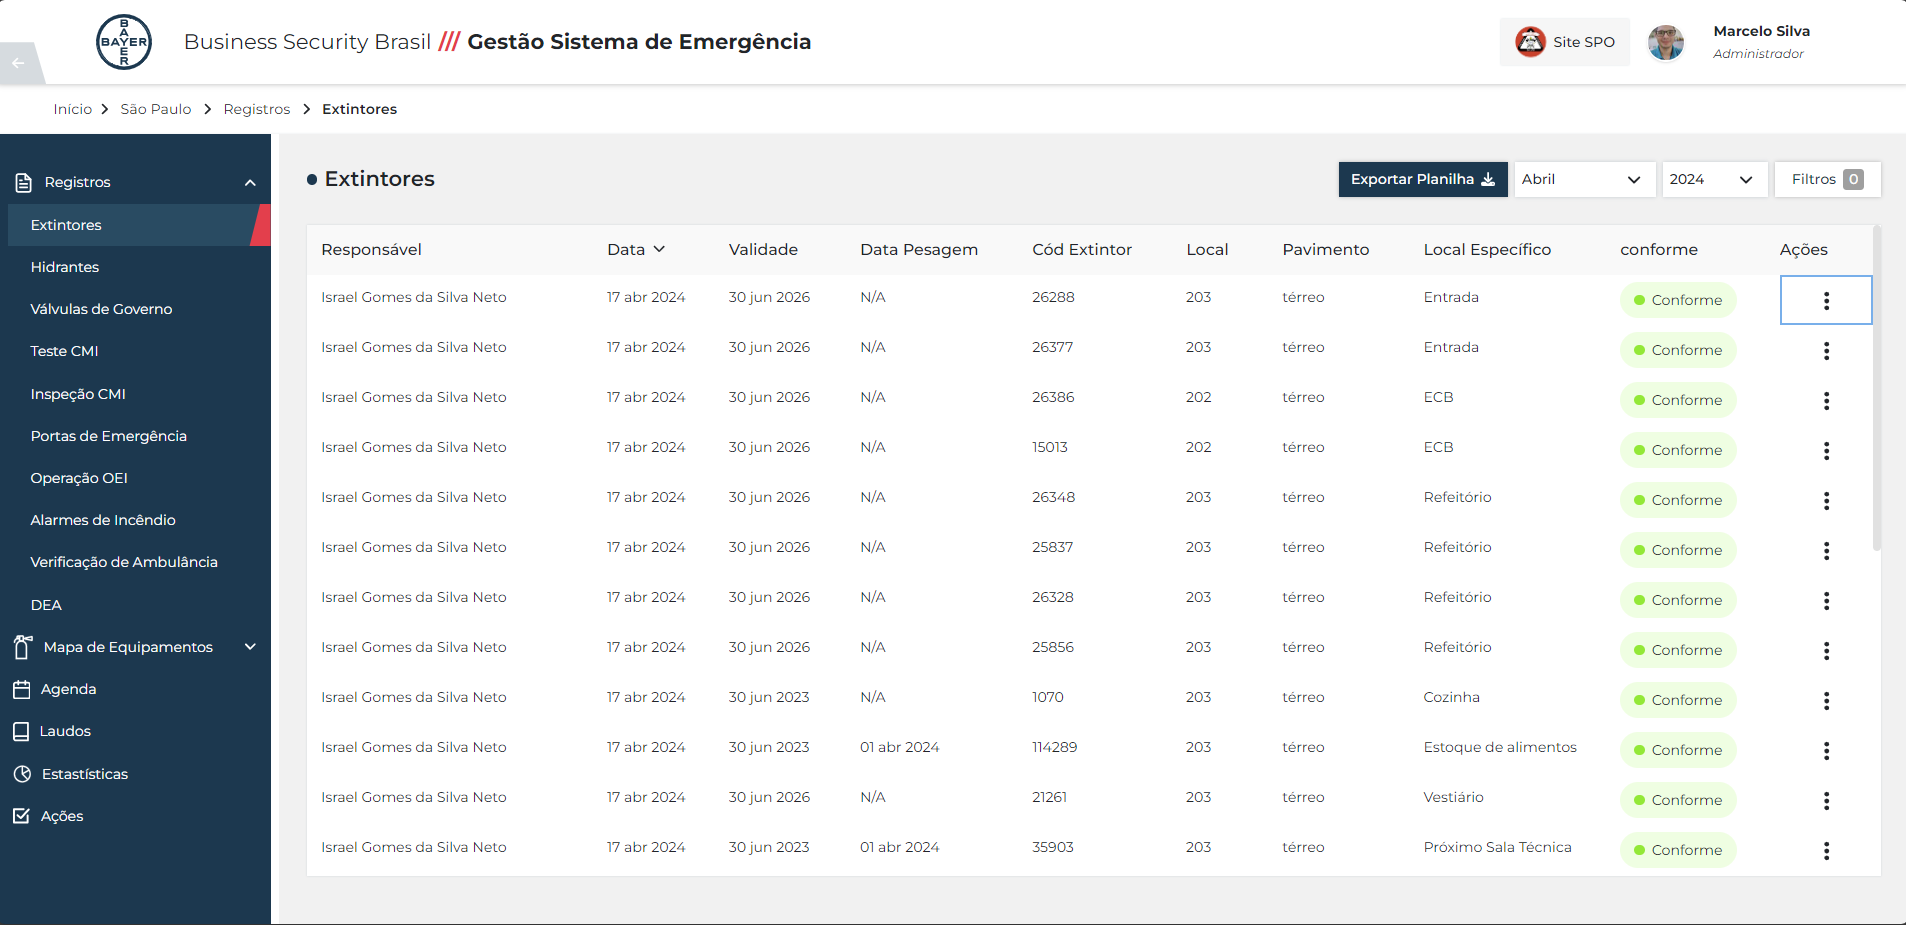 BAYER
BAYER
Business Security Brasil /// Gestão Sistema de Emergência
Site SPO
Marcelo Silva
Administrador
Início > São Paulo > Registros > Extintores
Registros
Extintores
Hidrantes
Válvulas de Governo
Teste CMI
Inspeção CMI
Portas de Emergência
Operação OEI
Alarmes de Incêndio
Verificação de Ambulância
DEA
Mapa de Equipamentos
Agenda
Laudos
Estastísticas
Ações
Extintores
Exportar Planilha
Abril
2024
Filtros 0
Responsável Data Validade Data Pesagem Cód Extintor Local Pavimento Local Específico conforme Ações
Israel Gomes da Silva Neto 17 abr 2024 30 jun 2026 N/A 26288 203 térreo Entrada Conforme
Israel Gomes da Silva Neto 17 abr 2024 30 jun 2026 N/A 26377 203 térreo Entrada Conforme
Israel Gomes da Silva Neto 17 abr 2024 30 jun 2026 N/A 26386 202 térreo ECB Conforme
Israel Gomes da Silva Neto 17 abr 2024 30 jun 2026 N/A 15013 202 térreo ECB Conforme
Israel Gomes da Silva Neto 17 abr 2024 30 jun 2026 N/A 26348 203 térreo Refeitório Conforme
Israel Gomes da Silva Neto 17 abr 2024 30 jun 2026 N/A 25837 203 térreo Refeitório Conforme
Israel Gomes da Silva Neto 17 abr 2024 30 jun 2026 N/A 26328 203 térreo Refeitório Conforme
Israel Gomes da Silva Neto 17 abr 2024 30 jun 2026 N/A 25856 203 térreo Refeitório Conforme
Israel Gomes da Silva Neto 17 abr 2024 30 jun 2023 N/A 1070 203 térreo Cozinha Conforme
Israel Gomes da Silva Neto 17 abr 2024 30 jun 2023 01 abr 2024 114289 203 térreo Estoque de alimentos Conforme
Israel Gomes da Silva Neto 17 abr 2024 30 jun 2026 N/A 21261 203 térreo Vestiário Conforme
Israel Gomes da Silva Neto 17 abr 2024 30 jun 2023 01 abr 2024 35903 203 térreo Próximo Sala Técnica Conforme